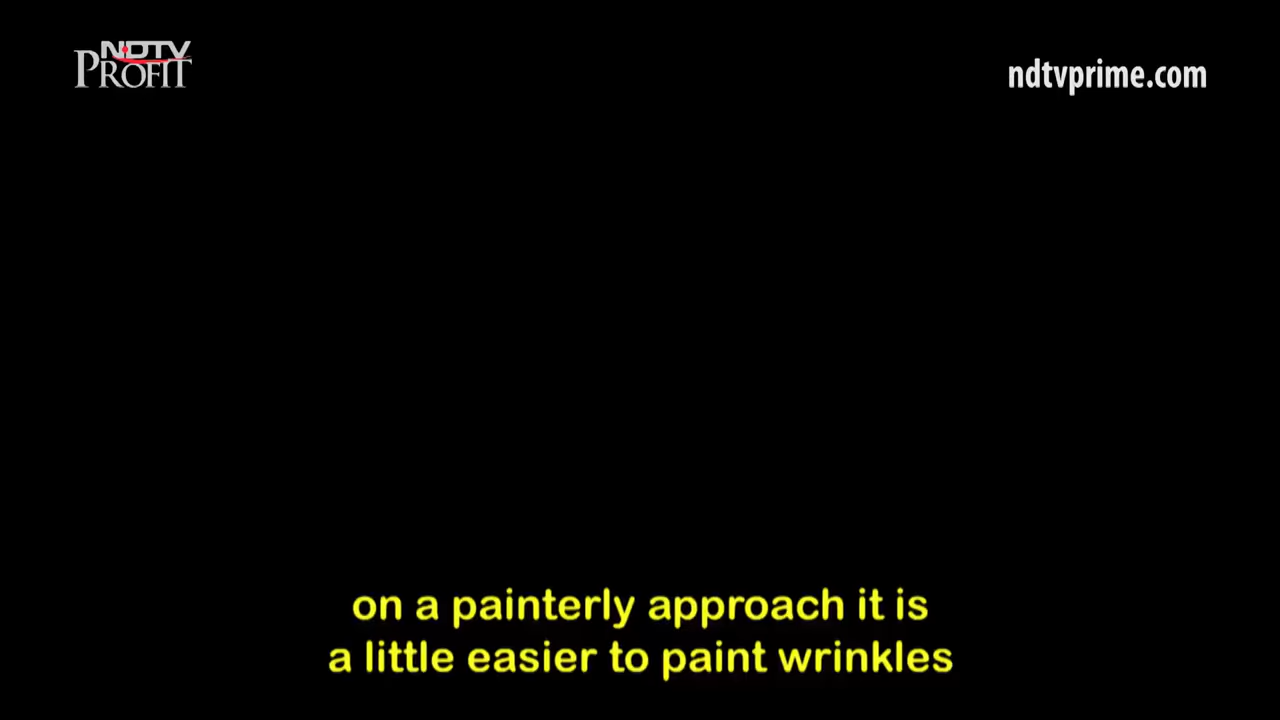 NDTV
PROFIT
ndtvprime.com
on a painterly approach it is
a little easier to paint wrinkles